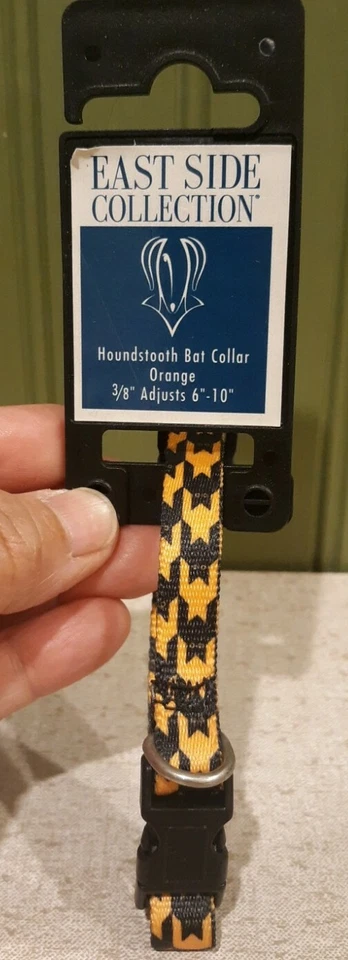 EAST SIDE
COLLECTION®
Houndstooth Bat Collar
Orange
3/8" Adjusts 6"-10"